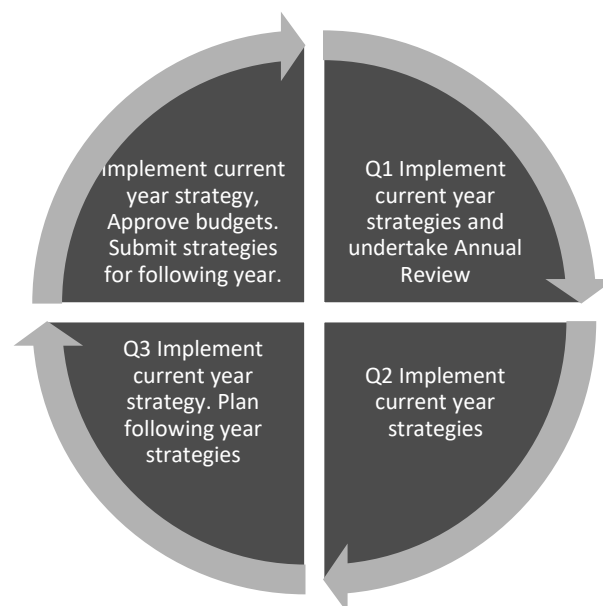 Implement current
year strategy,
Approve budgets.
Submit strategies
for following year.
Q1 Implement
current year
strategies and
undertake Annual
Review
Q3 Implement
current year
strategy. Plan
following year
strategies
Q2 Implement
current year
strategies